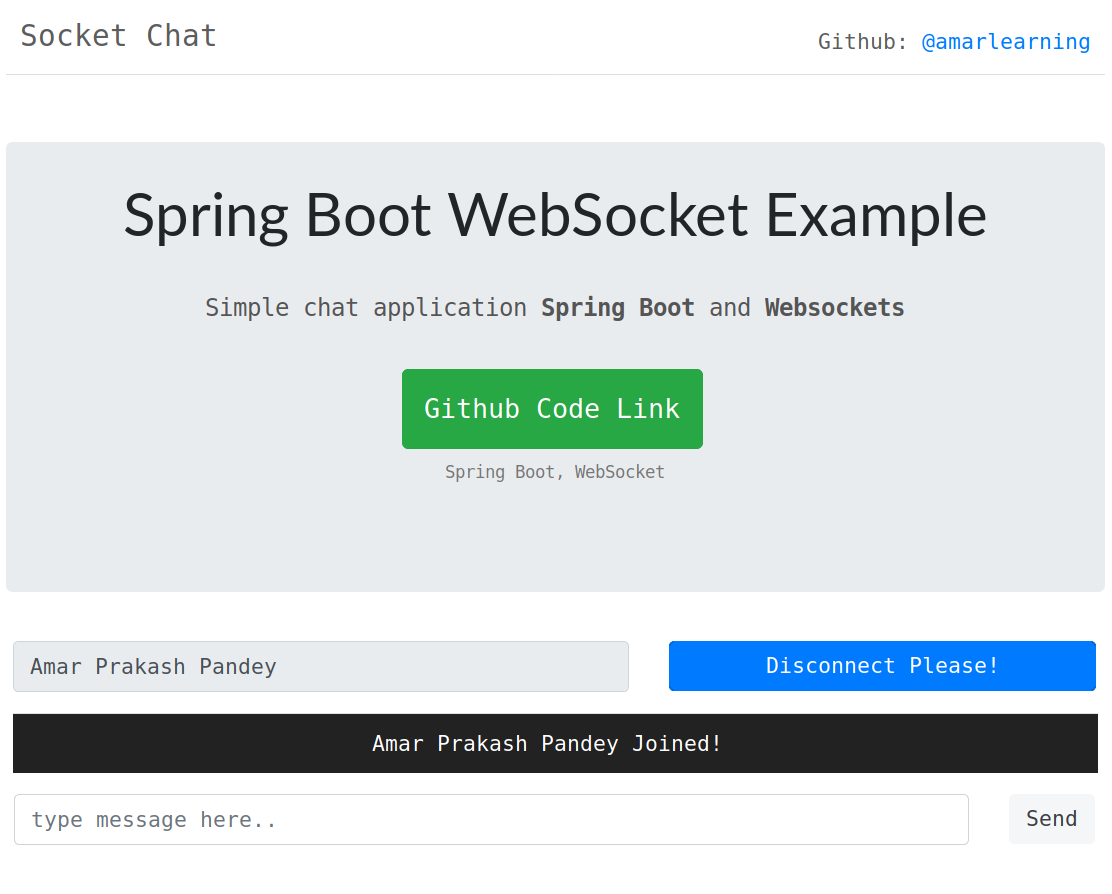 Socket Chat
Github: @amarlearning
Spring Boot WebSocket Example
Simple chat application Spring Boot and Websockets
Github Code Link
Spring Boot, WebSocket
Amar Prakash Pandey
Disconnect Please!
Amar Prakash Pandey Joined!
type message here..
Send